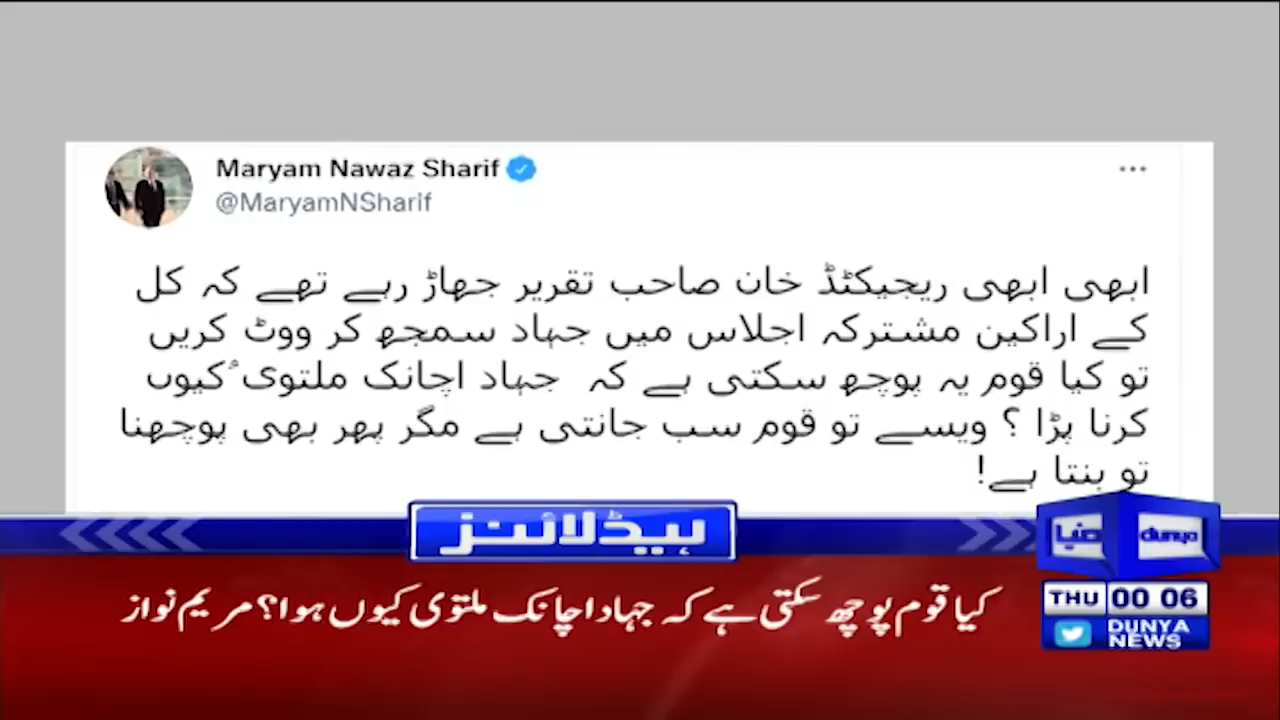 Maryam Nawaz Sharif
@MaryamNSharif
ابھی ابھی ریجیکٹڈ خان صاحب تقریر جھاڑ رہے تھے کہ کل
کے اراکین مشترکہ اجلاس میں جہاد سمجھ کر ووٹ کریں
تو کیا قوم یہ پوچھ سکتی ہے کہ جہاد اچانک ملتوی ُکیوں
کرنا پڑا ؟ ویسے تو قوم سب جانتی ہے مگر پھر بھی پوچھنا
تو بنتا ہے!
ہیڈلائنز
دنیا
dunya
کیا قوم پوچھ سکتی ہے کہ جہاد اچانک ملتوی کیوں ہوا؟ مریم نواز
THU 00 06
DUNYA
NEWS